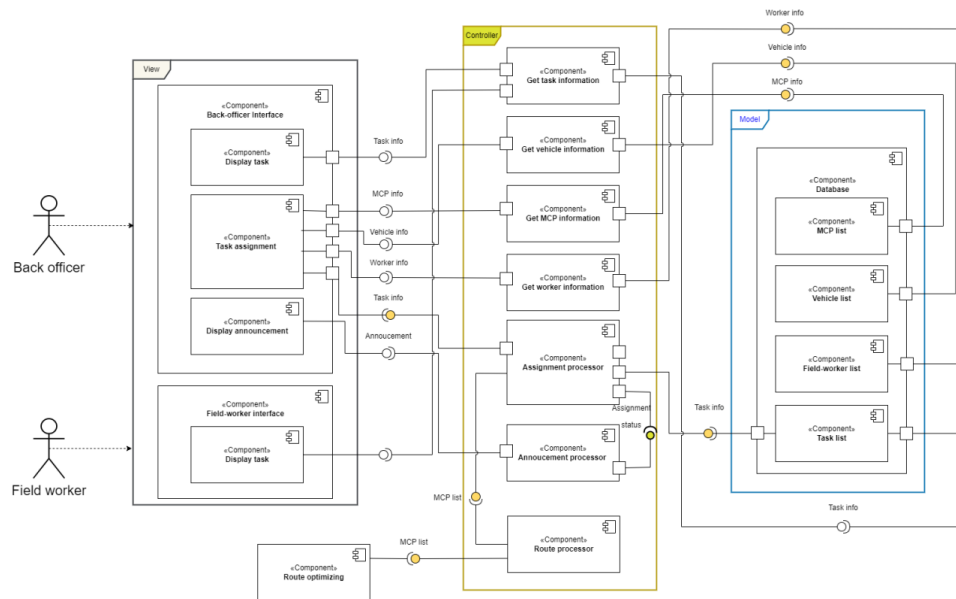 Worker info
Controller
Vehicle info
View
«Component»
Get task information
MCP info
«Component»
Back-officer Interface
Model
Task info
«Component»
Display task
«Component»
Get vehicle information
«Component»
Database
MCP info
«Component»
Get MCP information
«Component»
MCP list
Vehicle info
«Component»
Task assignment
Back officer
Worker info
«Component»
Get worker information
«Component»
Vehicle list
Task info
«Component»
Display announcement
Annoucement
«Component»
Assignment processor
«Component»
Field-worker list
«Component»
Field-worker interface
Assignment
status
Task info
«Component»
Task list
«Component»
Display task
«Component»
Annoucement processor
Field worker
MCP list
Task info
MCP list
«Component»
Route processor
«Component»
Route optimizing